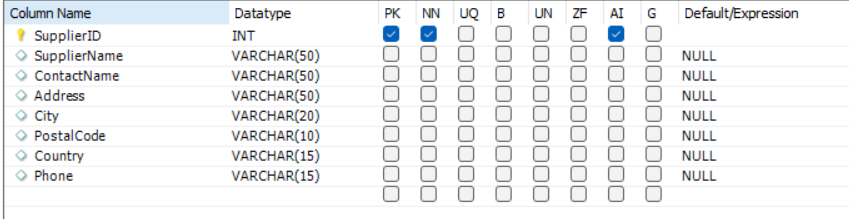 Column Name Datatype PK NN UQ B UN ZF AI G Default/Expression
SupplierID INT
SupplierName VARCHAR(50) NULL
ContactName VARCHAR(50) NULL
Address VARCHAR(50) NULL
City VARCHAR(20) NULL
PostalCode VARCHAR(10) NULL
Country VARCHAR(15) NULL
Phone VARCHAR(15) NULL